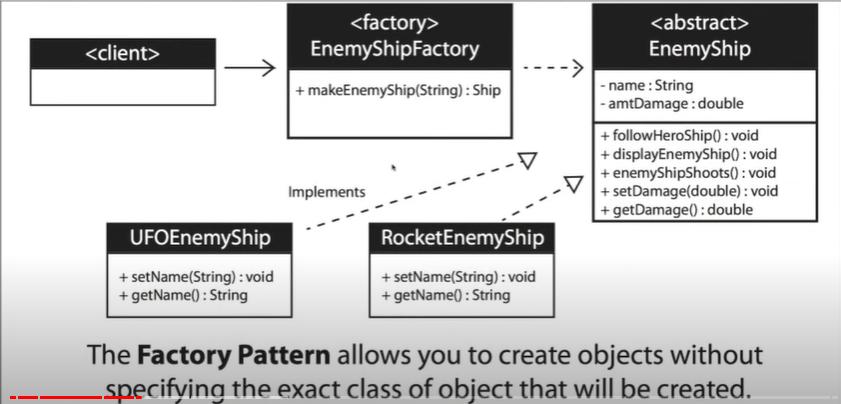 <client>
<factory>
EnemyShipFactory
+ makeEnemyShip(String) : Ship
<abstract>
EnemyShip
- name : String
- amtDamage : double
+ followHeroShip() : void
+ displayEnemyShip() : void
+ enemyShipShoots() : void
+ setDamage(double) : void
+ getDamage() : double
Implements
UFOEnemyShip
+ setName(String) : void
+ getName() : String
RocketEnemyShip
+ setName(String) : void
+ getName() : String
The Factory Pattern allows you to create objects without
specifying the exact class of object that will be created.